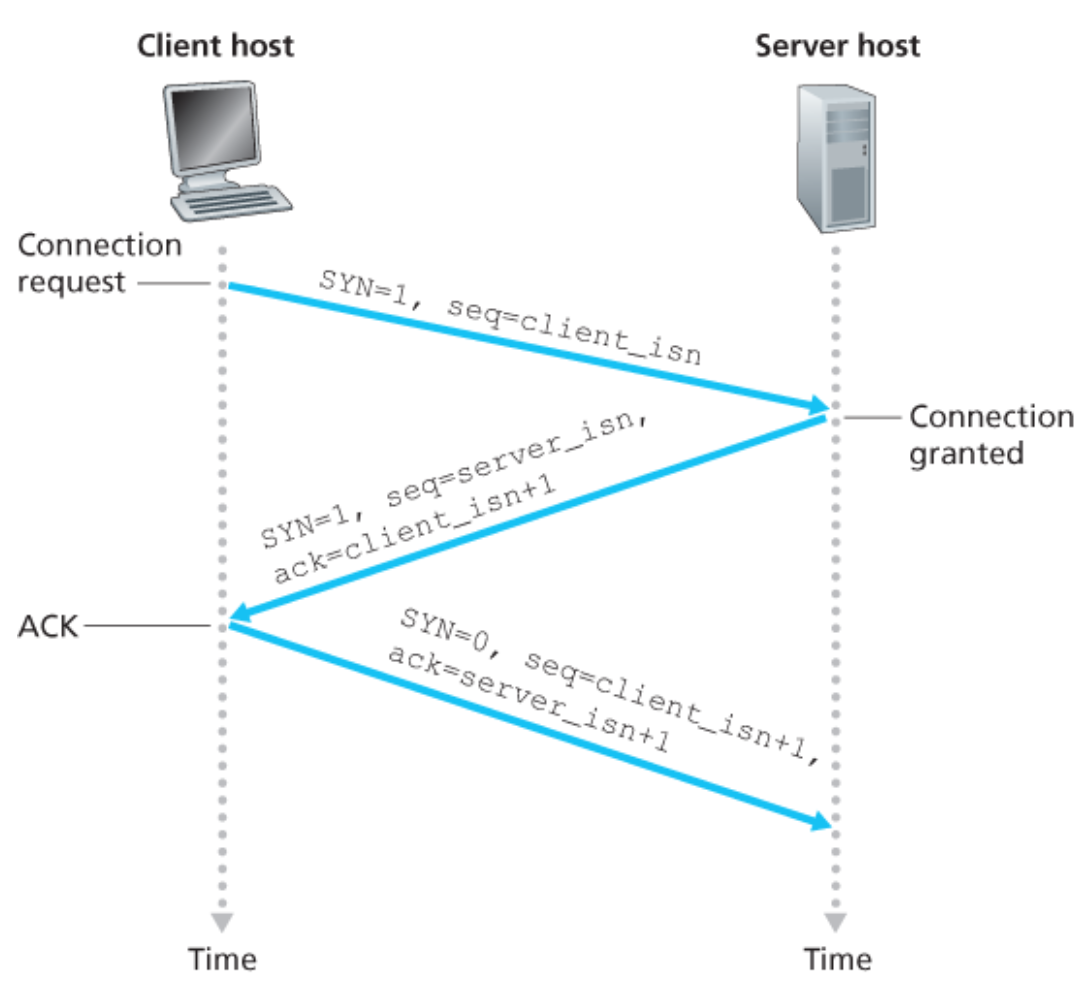 Client host
Server host
Connection
request
SYN=1, seq=client_isn
Connection
granted
SYN=1, seq=server_isn,
ack=client_isn+1
ACK
SYN=0, seq=client_isn+1,
ack=server_isn+1
Time
Time